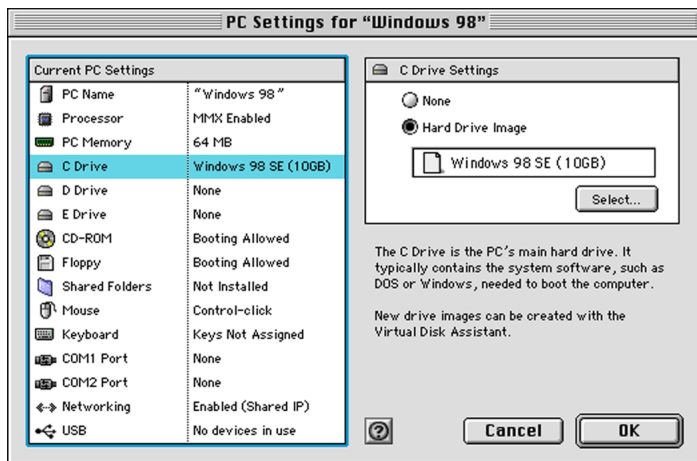 PC Settings for “Windows 98”
Current PC Settings
PC Name “Windows 98”
Processor MMX Enabled
PC Memory 64 MB
C Drive Windows 98 SE (10GB)
D Drive None
E Drive None
CD-ROM Booting Allowed
Floppy Booting Allowed
Shared Folders Not Installed
Mouse Control-click
Keyboard Keys Not Assigned
COM1 Port None
COM2 Port None
Networking Enabled (Shared IP)
USB No devices in use
C Drive Settings
None
Hard Drive Image
Windows 98 SE (10GB)
Select...
The C Drive is the PC’s main hard drive. It
typically contains the system software, such as
DOS or Windows, needed to boot the computer.
New drive images can be created with the
Virtual Disk Assistant.
?
Cancel
OK